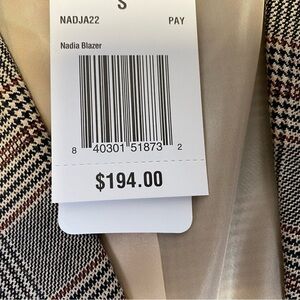 S
NADJA22 PAY
Nadia Blazer
8 40301 51873 2
$194.00